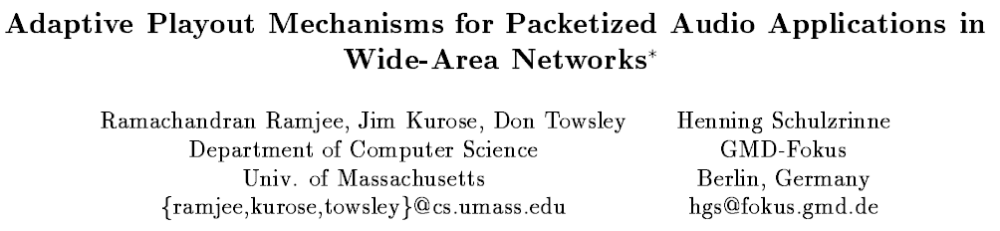 Adaptive Playout Mechanisms for Packetized Audio Applications in
Wide-Area Networks*
Ramachandran Ramjee, Jim Kurose, Don Towsley
Department of Computer Science
Univ. of Massachusetts
{ramjee,kurose,towsley}@cs.umass.edu
Henning Schulzrinne
GMD-Fokus
Berlin, Germany
hgs@fokus.gmd.de